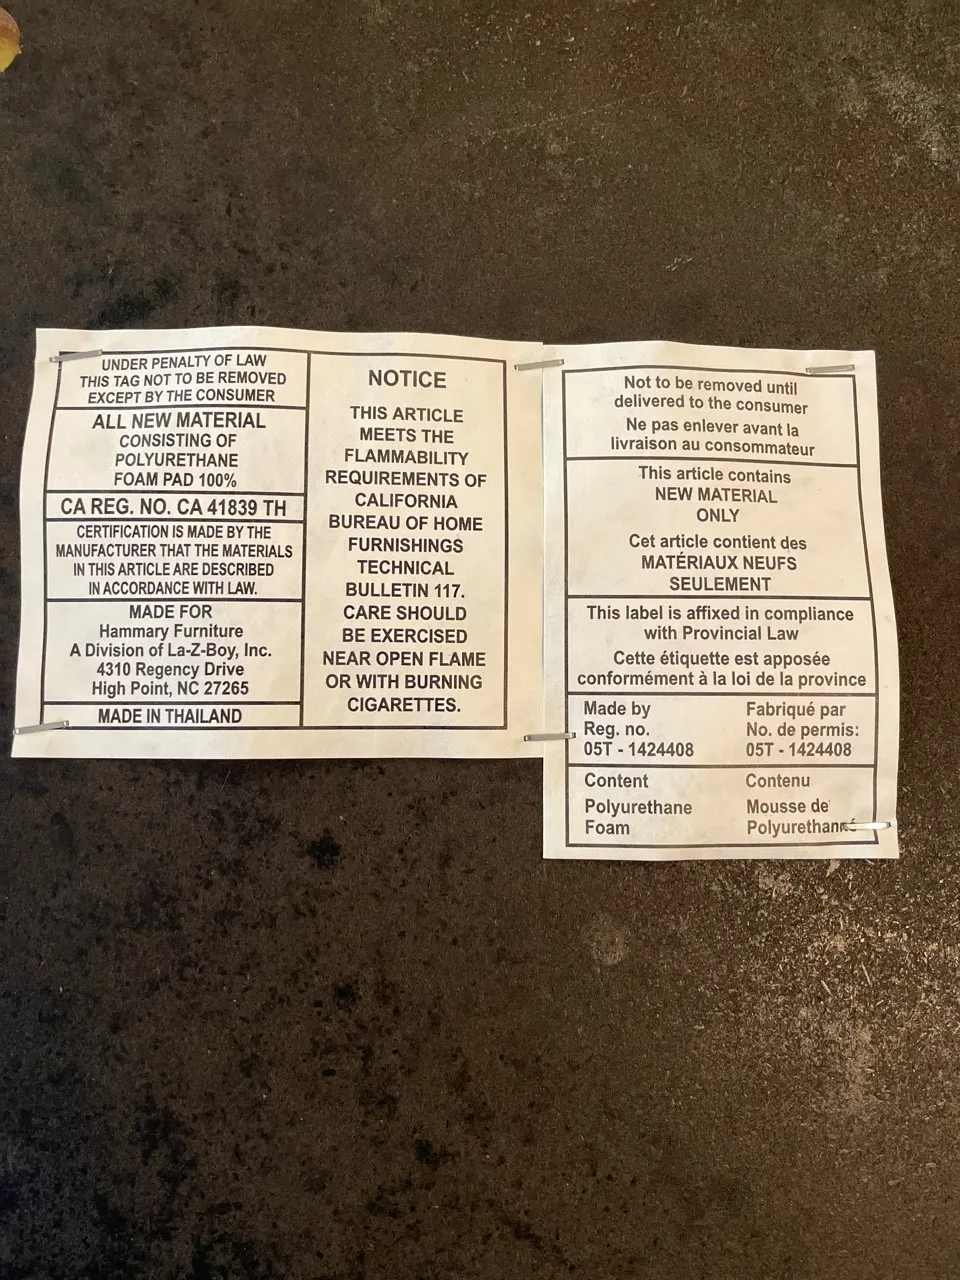 UNDER PENALTY OF LAW
THIS TAG NOT TO BE REMOVED
EXCEPT BY THE CONSUMER
ALL NEW MATERIAL
CONSISTING OF
POLYURETHANE
FOAM PAD 100%
CA REG. NO. CA 41839 TH
CERTIFICATION IS MADE BY THE
MANUFACTURER THAT THE MATERIALS
IN THIS ARTICLE ARE DESCRIBED
IN ACCORDANCE WITH LAW.
MADE FOR
Hammary Furniture
A Division of La-Z-Boy, Inc.
4310 Regency Drive
High Point, NC 27265
MADE IN THAILAND
NOTICE
THIS ARTICLE
MEETS THE
FLAMMABILITY
REQUIREMENTS OF
CALIFORNIA
BUREAU OF HOME
FURNISHINGS
TECHNICAL
BULLETIN 117.
CARE SHOULD
BE EXERCISED
NEAR OPEN FLAME
OR WITH BURNING
CIGARETTES.
Not to be removed until
delivered to the consumer
Ne pas enlever avant la
livraison au consommateur
This article contains
NEW MATERIAL
ONLY
Cet article contient des
MATÉRIAUX NEUFS
SEULEMENT
This label is affixed in compliance
with Provincial Law
Cette étiquette est apposée
conformément à la loi de la province
Made by
Reg. no.
05T - 1424408
Fabriqué par
No. de permis:
05T - 1424408
Content
Polyurethane
Foam
Contenu
Mousse de
Polyurethanné